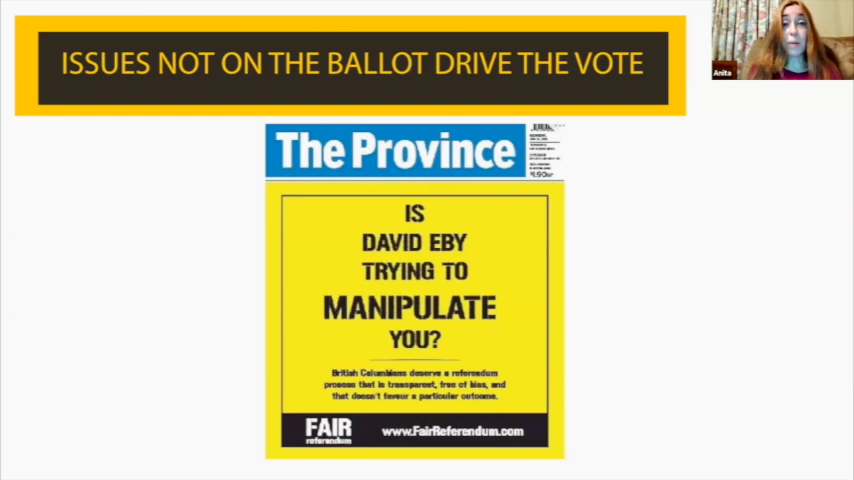 ISSUES NOT ON THE BALLOT DRIVE THE VOTE
Anita
The Province
IS
DAVID EBY
TRYING TO
MANIPULATE
YOU?
British Columbians deserve a referendum
process that is transparent, free of bias, and
that doesn't favour a particular outcome.
FAIR
referendum
www.FairReferendum.com